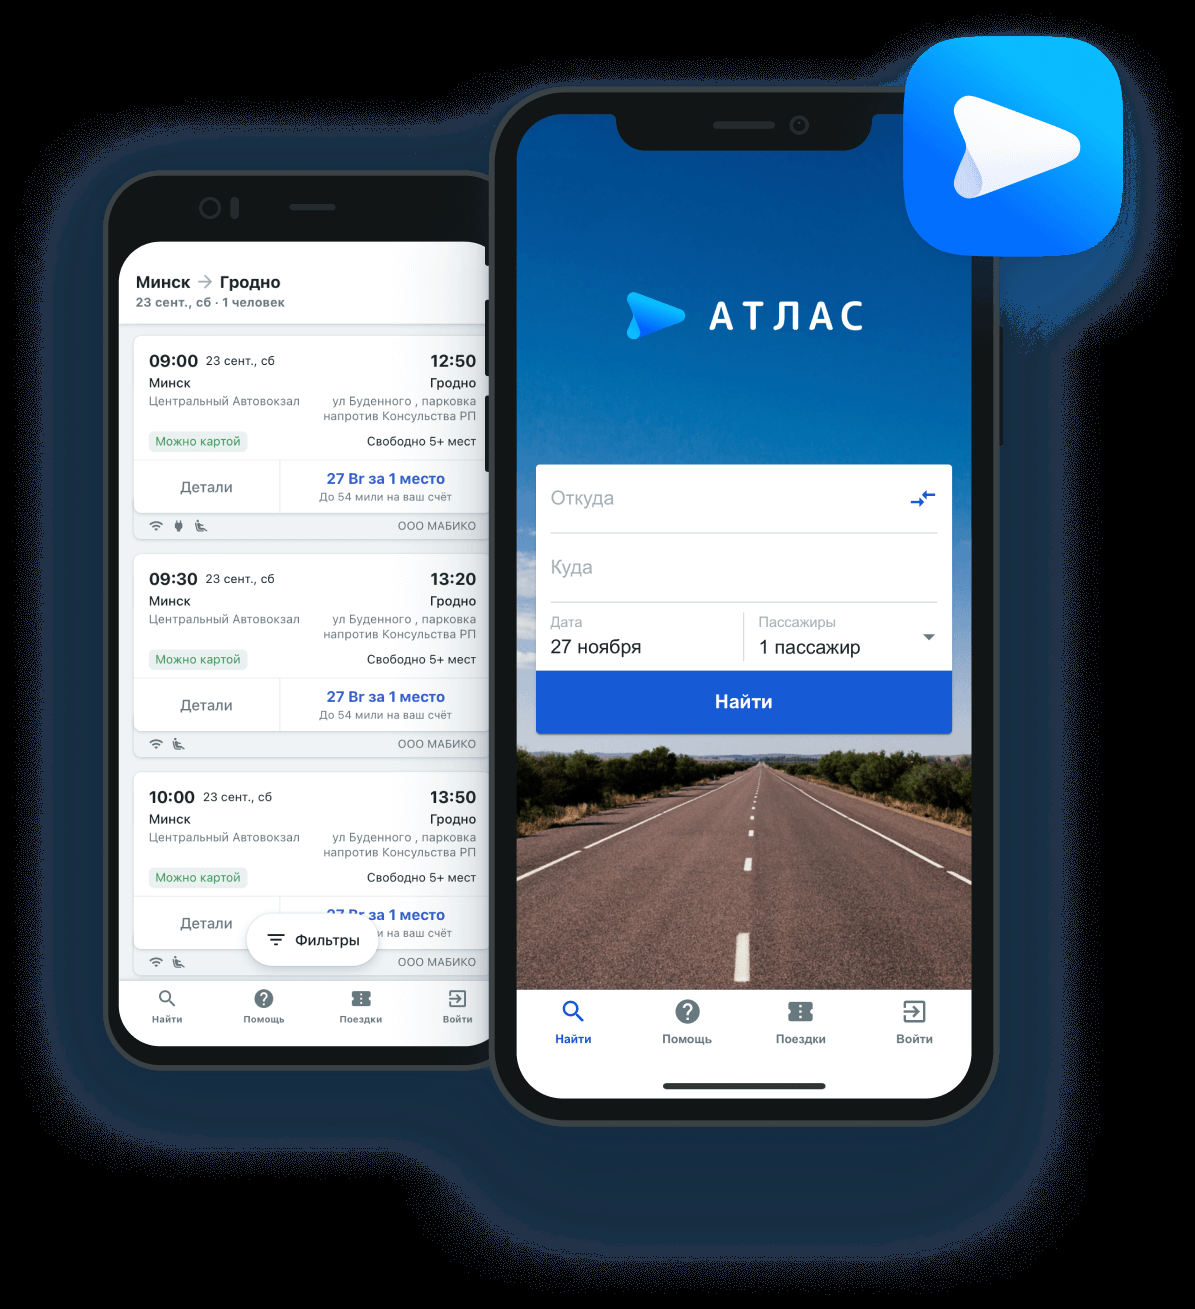 Минск → Гродно
23 сент., сб · 1 человек
09:00 23 сент., сб 12:50
Минск Гродно
Центральный Автовокзал ул Буденного , парковка
напротив Консульства РП
Можно картой Свободно 5+ мест
Детали 27 Br за 1 место
До 54 мили на ваш счёт
ООО МАБИКО
09:30 23 сент., сб 13:20
Минск Гродно
Центральный Автовокзал ул Буденного , парковка
напротив Консульства РП
Можно картой Свободно 5+ мест
Детали 27 Br за 1 место
До 54 мили на ваш счёт
ООО МАБИКО
10:00 23 сент., сб 13:50
Минск Гродно
Центральный Автовокзал ул Буденного , парковка
напротив Консульства РП
Можно картой Свободно 5+ мест
Детали 27 Br за 1 место
на ваш счёт
Фильтры
ООО МАБИКО
Найти Помощь Поездки Войти
АТЛАС
Откуда
Куда
Дата Пассажиры
27 ноября 1 пассажир
Найти
Найти Помощь Поездки Войти